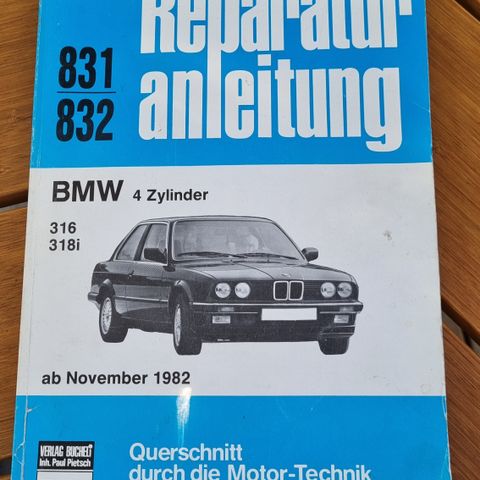 Reparatur
anleitung
831
832
BMW 4 Zylinder
316
318i
ab November 1982
VERLAG BUCHELI
Inh. Paul Pietsch
Querschnitt
durch die Motor-Technik